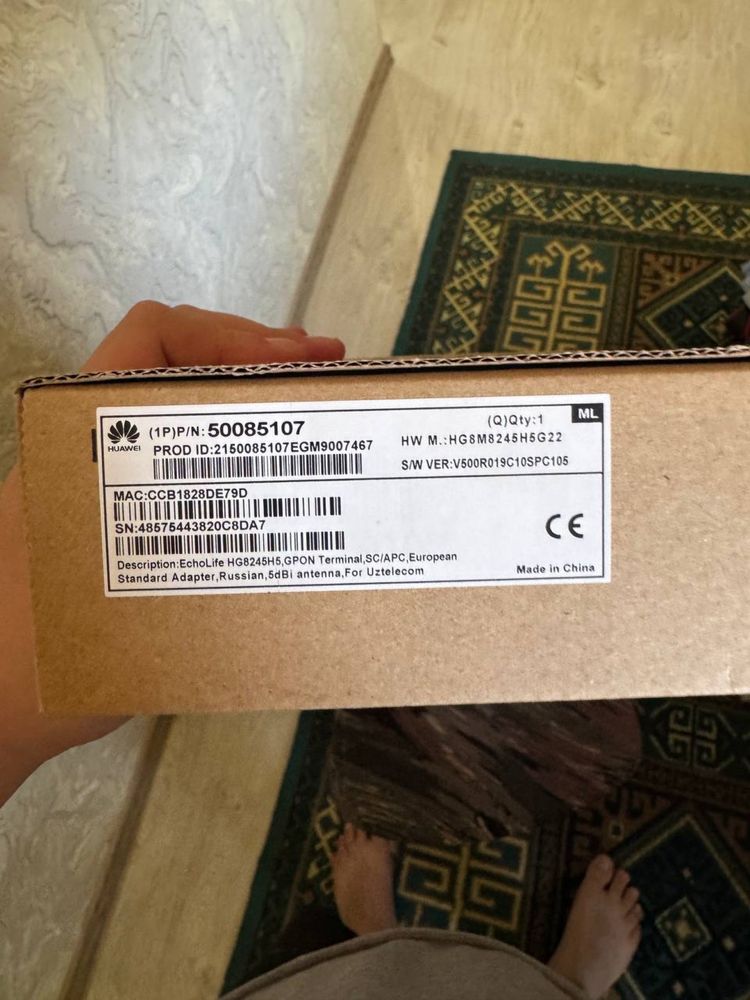 HUAWEI
(1P)P/N: 50085107
(Q)Qty:1
ML
PROD ID:2150085107EGM9007467
HW M.:HG8M8245H5G22
S/W VER:V500R019C10SPC105
MAC:CCB1828DE79D
SN:48575443820C8DA7
CE
Description:EchoLife HG8245H5,GPON Terminal,SC/APC,European
Standard Adapter,Russian,5dBi antenna,For Uztelecom
Made in China